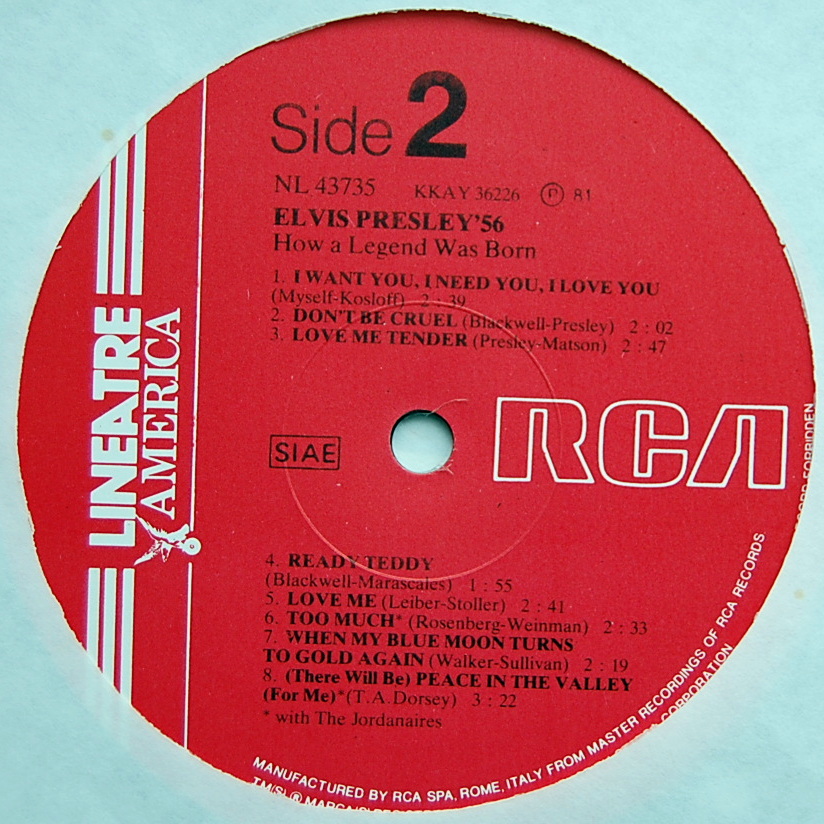 Side 2
NL 43735 KKAY 36226 Ⓟ 81
ELVIS PRESLEY'56
How a Legend Was Born
1. I WANT YOU, I NEED YOU, I LOVE YOU
(Myself-Kosloff) 2 : 39
2. DON'T BE CRUEL (Blackwell-Presley) 2 : 02
3. LOVE ME TENDER (Presley-Matson) 2 : 47
LINEATRE
AMERICA
SIAE
RCA
4. READY TEDDY
(Blackwell-Marascales) 1 : 55
5. LOVE ME (Leiber-Stoller) 2 : 41
6. TOO MUCH* (Rosenberg-Weinman) 2 : 33
7. WHEN MY BLUE MOON TURNS
TO GOLD AGAIN (Walker-Sullivan) 2 : 19
8. (There Will Be) PEACE IN THE VALLEY
(For Me)*(T.A. Dorsey) 3 : 22
* with The Jordanaires
MANUFACTURED BY RCA SPA, ROME, ITALY FROM MASTER RECORDINGS OF RCA RECORDS
CORPORATION
FORBIDDEN